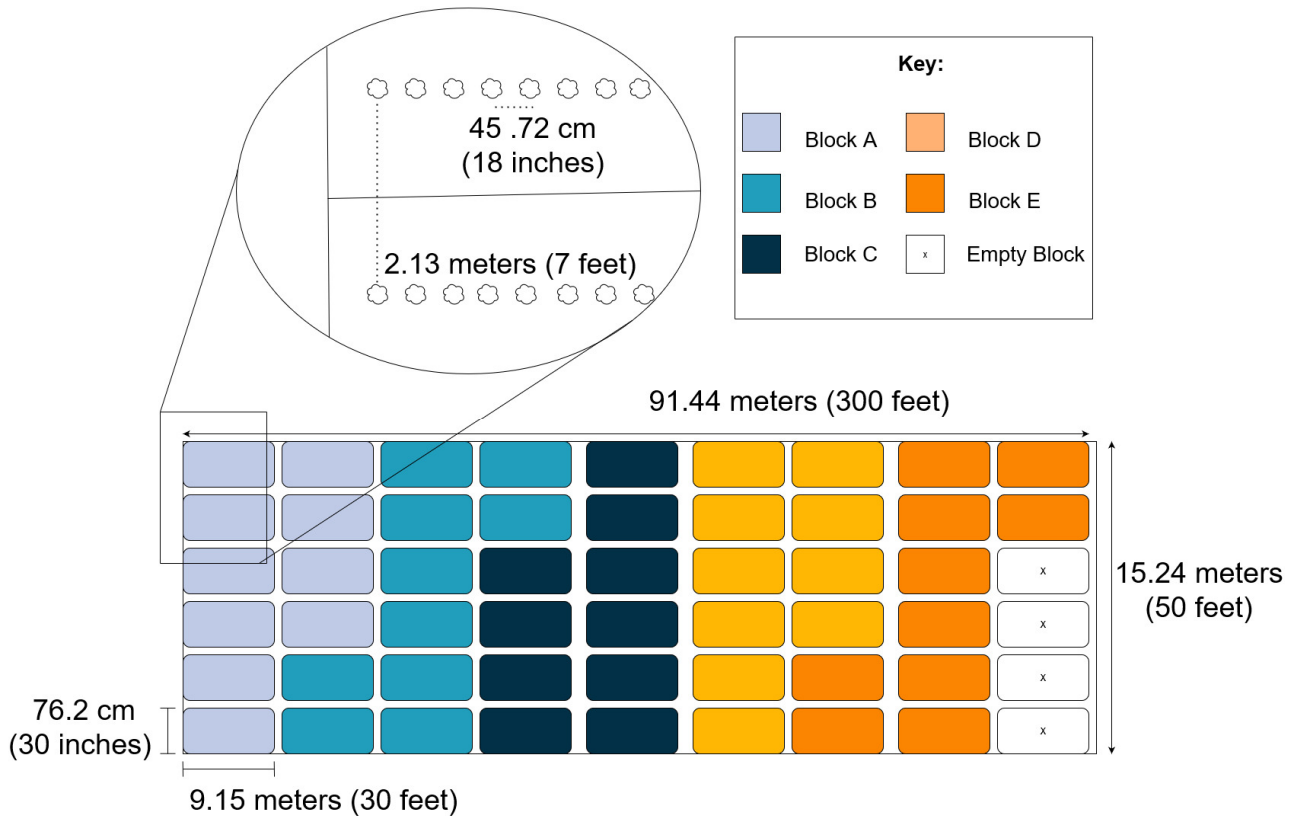 Key:
Block A
Block D
Block B
Block E
Block C
x
Empty Block
45 .72 cm
(18 inches)
2.13 meters (7 feet)
91.44 meters (300 feet)
x
15.24 meters
(50 feet)
x
x
76.2 cm
(30 inches)
x
9.15 meters (30 feet)